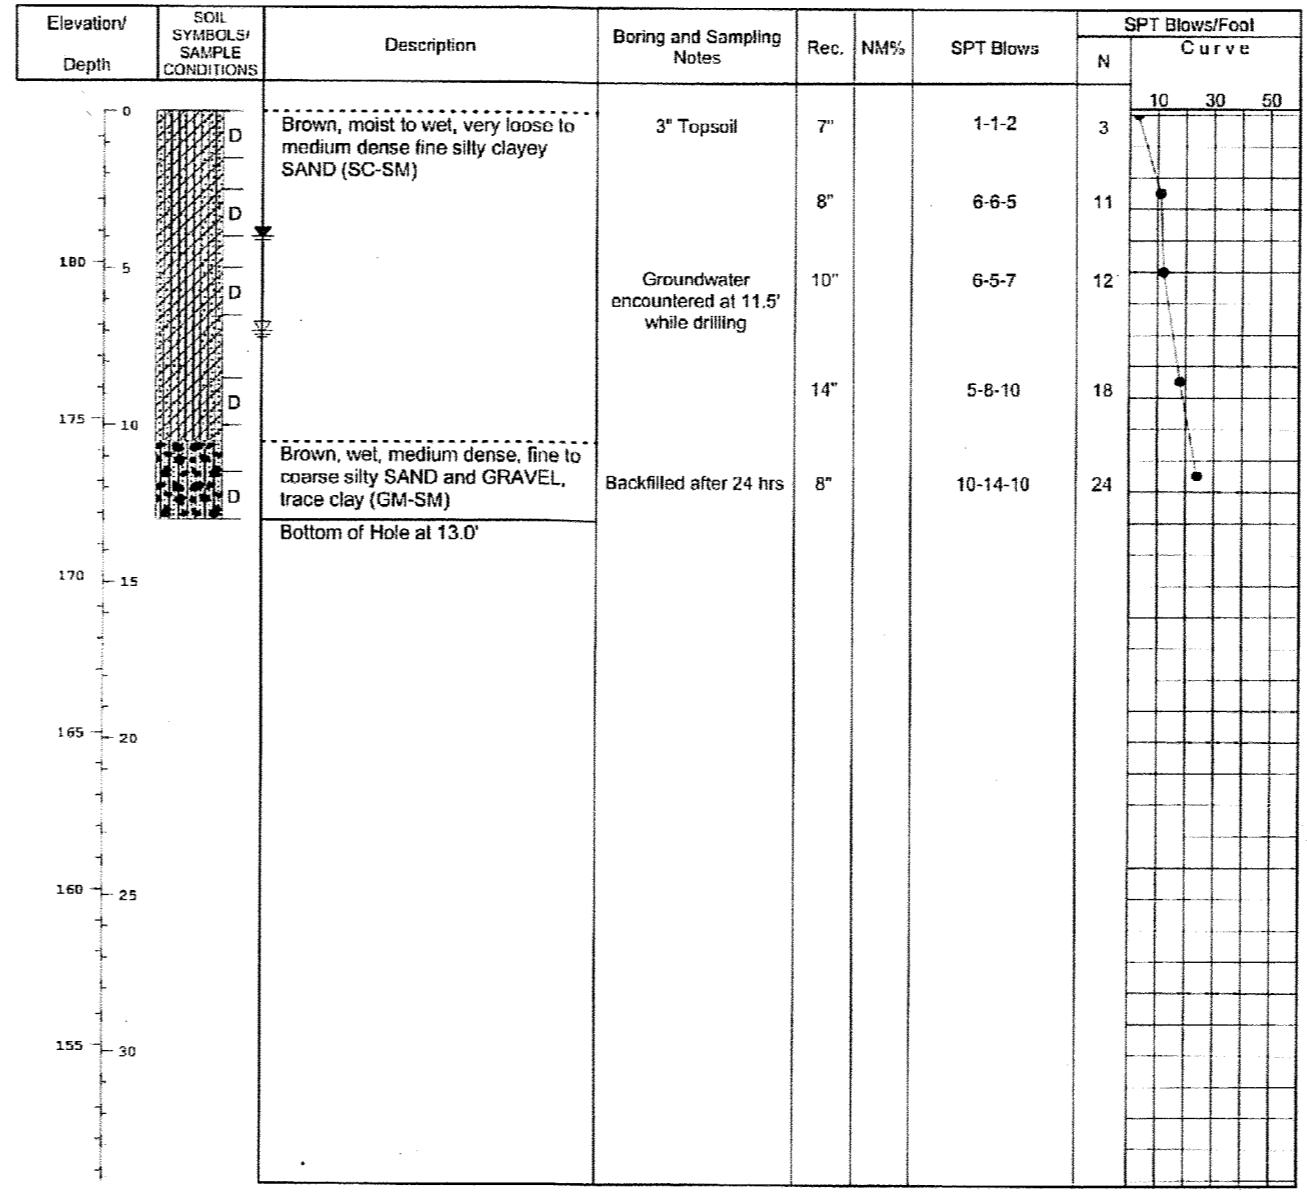 Elevation/
Depth
SOIL
SYMBOLS/
SAMPLE
CONDITIONS
Description
Boring and Sampling
Notes
Rec.
NM%
SPT Blows
SPT Blows/Foot
N
Curve
10 30 50
0
D
Brown, moist to wet, very loose to
medium dense fine silty clayey
SAND (SC-SM)
3" Topsoil
7"
1-1-2
3
D
8"
6-6-5
11
180
5
D
Groundwater
encountered at 11.5'
while drilling
10"
6-5-7
12
D
14"
5-8-10
18
175
10
Brown, wet, medium dense, fine to
coarse silty SAND and GRAVEL,
trace clay (GM-SM)
D
Backfilled after 24 hrs
8"
10-14-10
24
Bottom of Hole at 13.0'
170
15
165
20
160
25
155
30